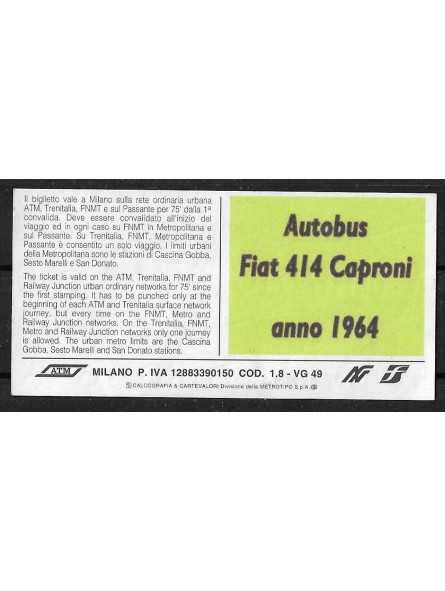 Il biglietto vale a Milano sulla rete ordinaria urbana
ATM, Trenitalia, FNMT e sul Passante per 75' dalla 1ª
convalida. Deve essere convalidato all'inizio del
viaggio ed in ogni caso su FNMT in Metropolitana e
sul Passante. Su Trenitalia, FNMT, Metropolitana e
Passante è consentito un solo viaggio. I limiti urbani
della Metropolitana sono le stazioni di Cascina Gobba,
Sesto Marelli e San Donato.
The ticket is valid on the ATM, Trenitalia, FNMT and
Railway Junction urban ordinary networks for 75' since
the first stamping. It has to be punched only at the
beginning of each ATM and Trenitalia surface network
journey, but every time on the FNMT, Metro and
Railway Junction networks. On the Trenitalia, FNMT,
Metro and Railway Junction networks only one journey
is allowed. The urban metro limits are the Cascina
Gobba, Sesto Marelli and San Donato stations.
Autobus
Fiat 414 Caproni
anno 1964
ATM MILANO P. IVA 12883390150 COD. 1.8 - VG 49
CALCOGRAFIA & CARTEVALORI Divisione della METROTIPO S.p.A.